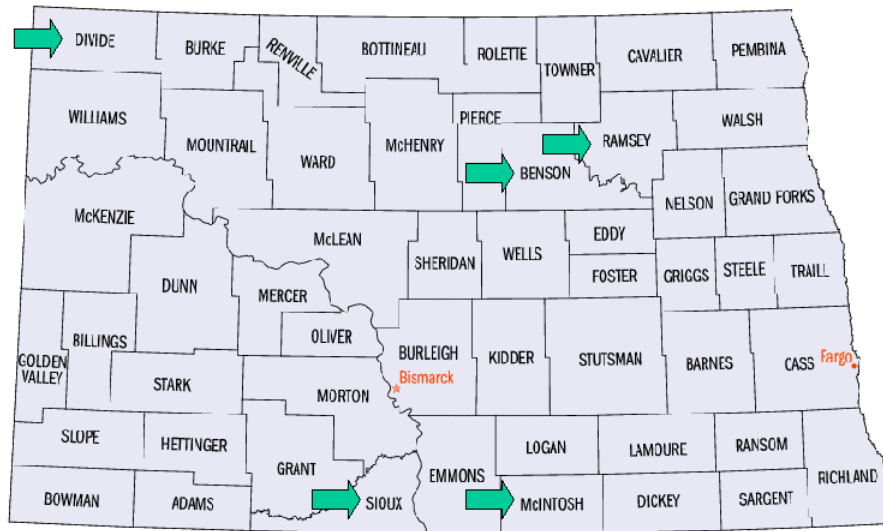 DIVIDE
BURKE
RENVILLE
BOTTINEAU
ROLETTE
TOWNER
CAVALIER
PEMBINA
WILLIAMS
MOUNTRAIL
WARD
McHENRY
PIERCE
BENSON
RAMSEY
WALSH
McKENZIE
DUNN
McLEAN
SHERIDAN
WELLS
EDDY
FOSTER
NELSON
GRAND FORKS
GRIGGS
STEELE
TRAILL
MERCER
OLIVER
GOLDEN
VALLEY
BILLINGS
STARK
MORTON
BURLEIGH
Bismarck
KIDDER
STUTSMAN
BARNES
CASS
Fargo
SLOPE
HETTINGER
GRANT
EMMONS
LOGAN
LAMOURE
RANSOM
RICHLAND
BOWMAN
ADAMS
SIOUX
McINTOSH
DICKEY
SARGENT